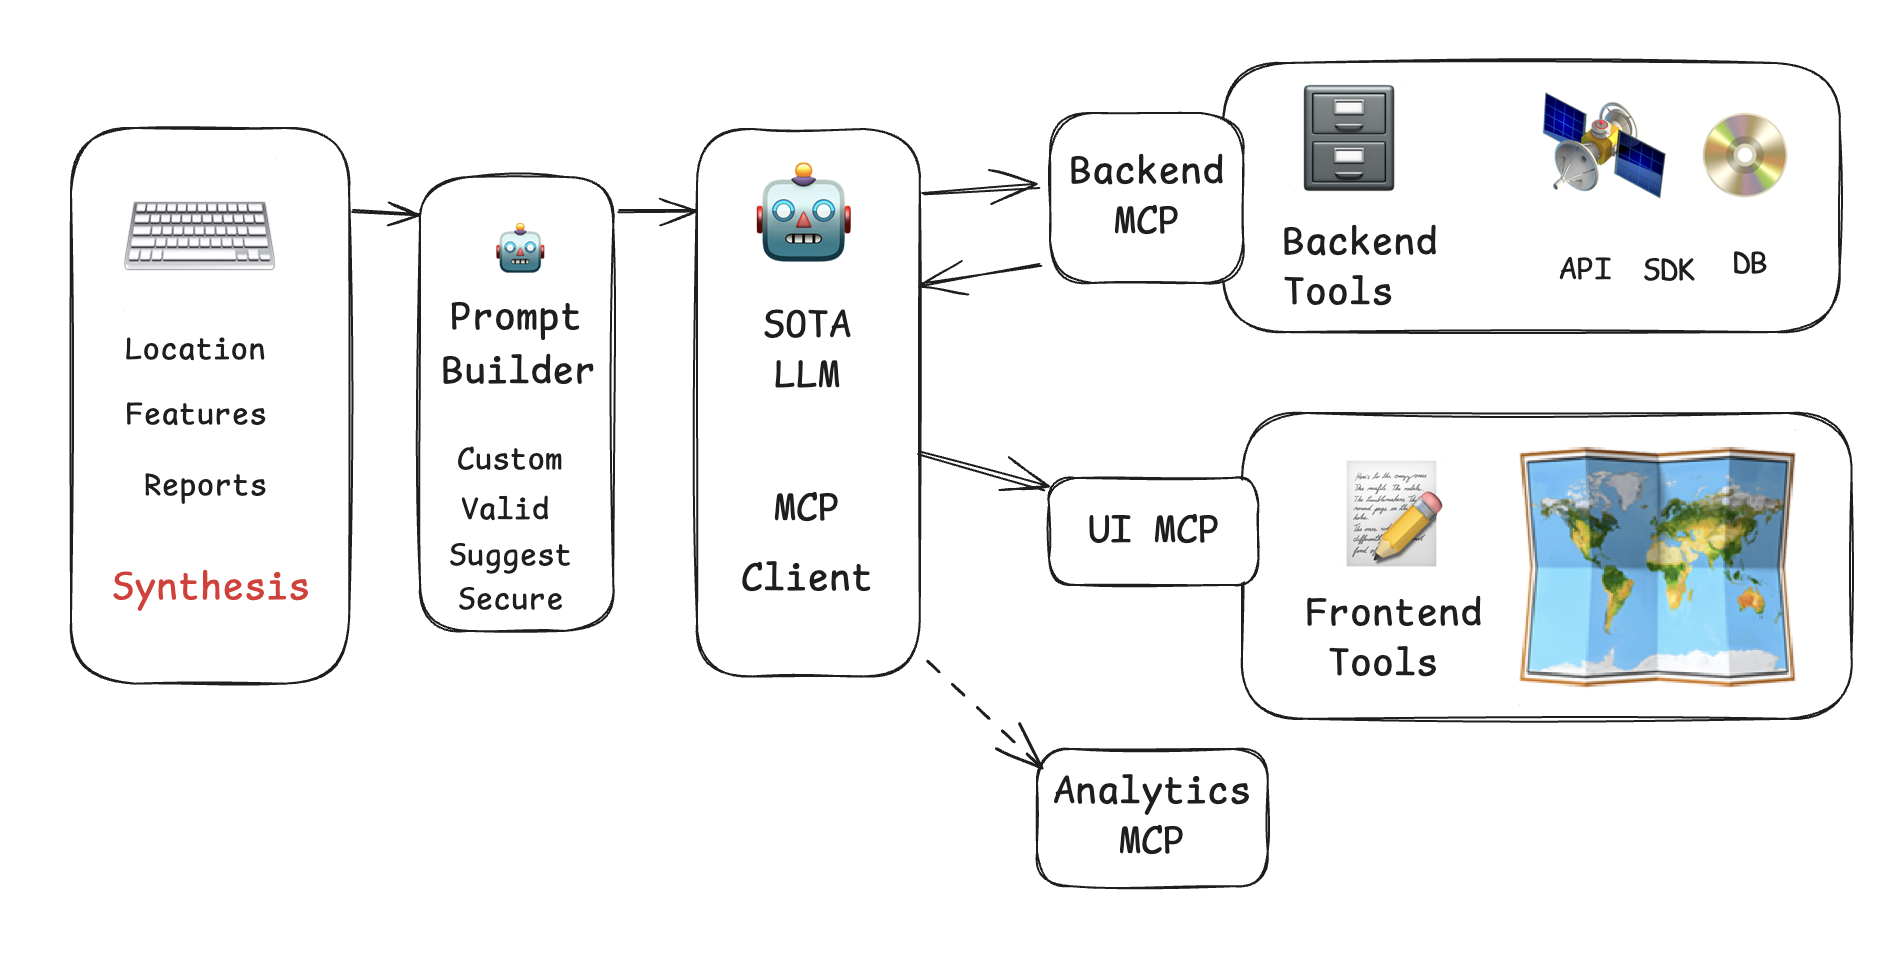 Location
Features
Reports
Synthesis
Prompt
Builder
Custom
Valid
Suggest
Secure
SOTA
LLM
MCP
Client
Backend
MCP
Backend
Tools
API
SDK
DB
UI MCP
Frontend
Tools
Analytics
MCP